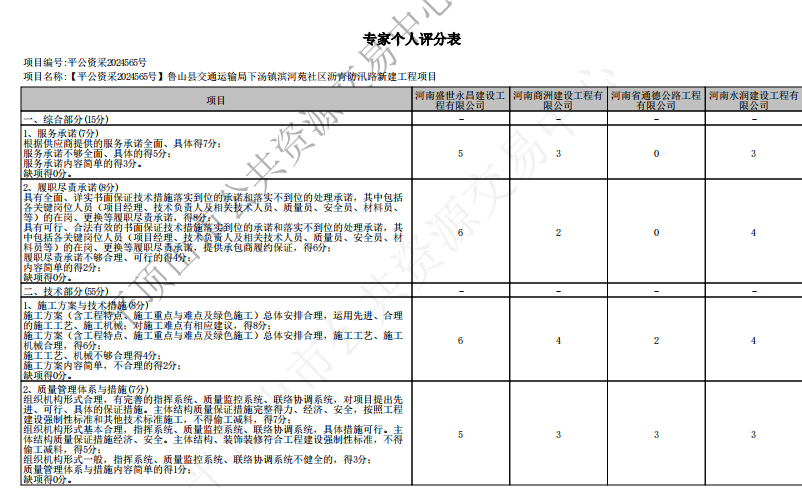 专家个人评分表
项目编号:平公资采2024565号
项目名称:【平公资采2024565号】鲁山县交通运输局下汤镇滨河苑社区沥青防汛路新建工程项目
项目 河南盛世永昌建设工程有限公司 河南商洲建设工程有限公司 河南省通德公路工程有限公司 河南水润建设工程有限公司
一、综合部分(15分) - - - -
1、服务承诺(7分)
根据供应商提供的服务承诺全面、具体得7分;
服务承诺不够全面、具体的得5分;
服务承诺内容简单的得3分。
缺项得0分。
5 3 0 3
2、履职尽责承诺(8分)
具有全面、详实书面保证技术措施落实到位的承诺和落实不到位的处理承诺，其中包括
各关键岗位人员（项目经理、技术负责人及相关技术人员、质量员、安全员、材料员、
等）的在岗、更换等履职尽责承诺，得8分;
具有可行、合法有效的书面保证技术措施落实到位的承诺和落实不到位的处理承诺，其
中包括各关键岗位人员（项目经理、技术负责人及相关技术人员、质量员、安全员、材
料员等）的在岗、更换等履职尽责承诺，提供承包商履约保证，得6分;
履职尽责承诺不够合理、可行的得4分;
内容简单的得2分;
缺项得0分。
6 2 0 4
二、技术部分(55分) - - - -
1、施工方案与技术措施(8分)
施工方案（含工程特点、施工重点与难点及绿色施工）总体安排合理，运用先进、合理
的施工工艺、施工机械；对施工难点有相应建议，得8分;
施工方案（含工程特点、施工重点与难点及绿色施工）总体安排合理，施工工艺、施工
机械合理，得6分;
施工工艺、机械不够合理得4分;
施工方案内容简单，不合理的得2分;
缺项得0分。
6 4 2 4
2、质量管理体系与措施(7分)
组织机构形式合理，有完善的指挥系统、质量监控系统、联络协调系统，对项目提出先
进、可行、具体的保证措施。主体结构质量保证措施完整得力、经济、安全，按照工程
建设强制性标准和其他技术标准施工，不得偷工减料，得7分;
组织机构形式基本合理，指挥系统、质量监控系统、联络协调系统，具体措施可行。主
体结构质量保证措施经济、安全。主体结构、装饰装修符合工程建设强制性标准，不得
偷工减料，得5分;
组织机构形式一般，指挥系统、质量监控系统、联络协调系统不健全的，得3分;
质量管理体系与措施内容简单的得1分;
缺项得0分。
5 3 3 3
平顶山市公共资源交易中心
平顶山市公共资源交易中心